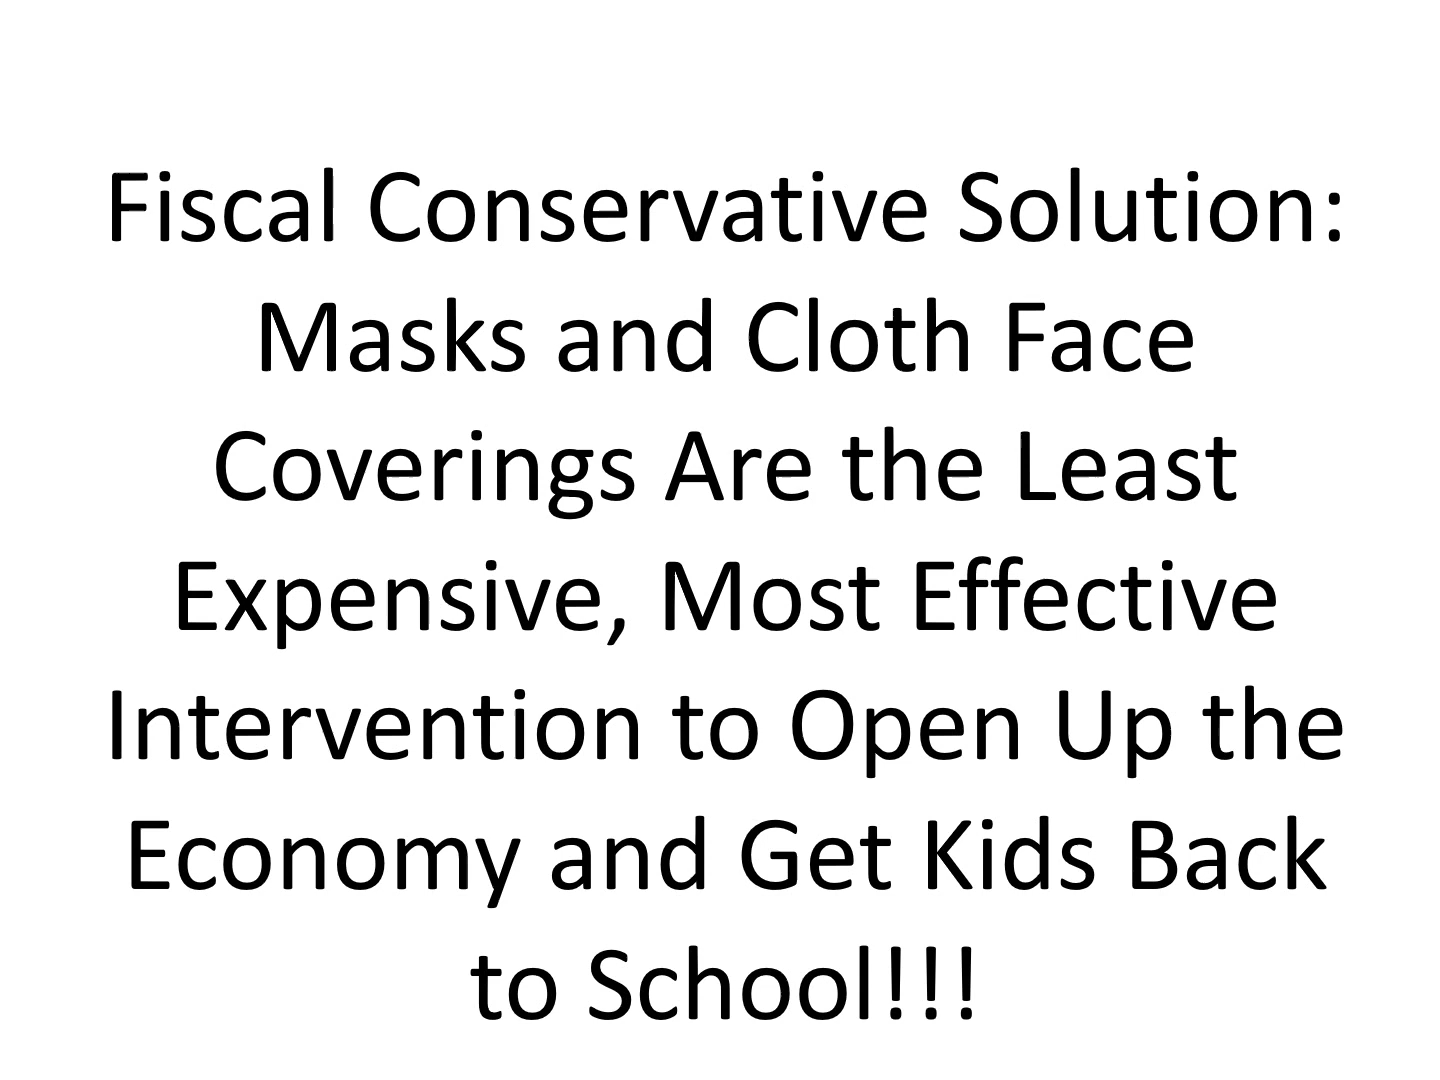 Fiscal Conservative Solution:
Masks and Cloth Face
Coverings Are the Least
Expensive, Most Effective
Intervention to Open Up the
Economy and Get Kids Back
to School!!!